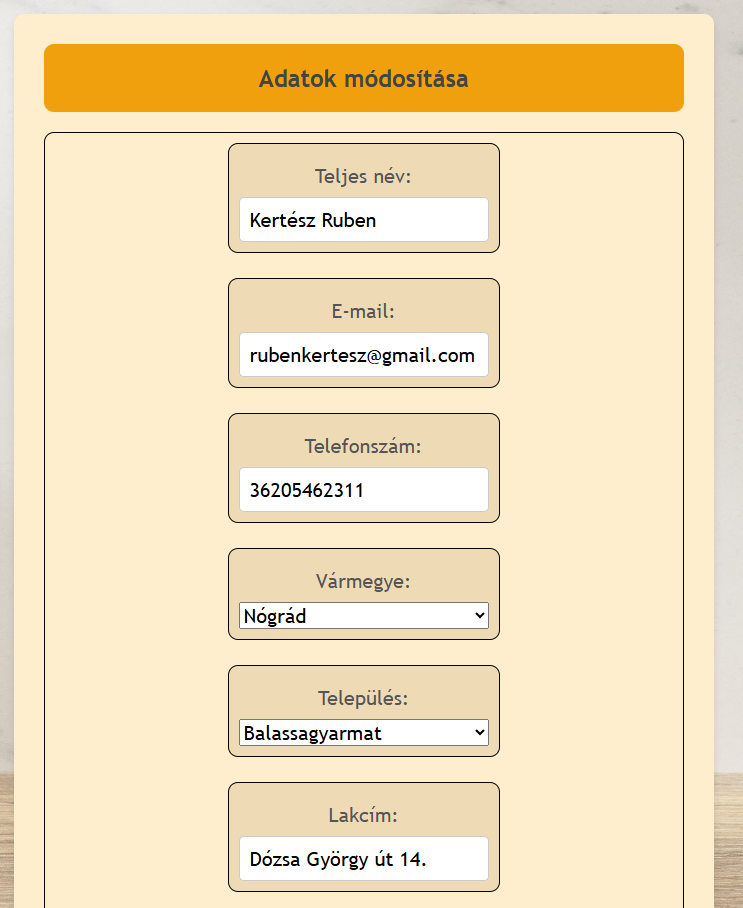 Adatok módosítása
Teljes név:
Kertész Ruben
E-mail:
rubenkertesz@gmail.com
Telefonszám:
36205462311
Vármegye:
Nógrád
Település:
Balassagyarmat
Lakcím:
Dózsa György út 14.